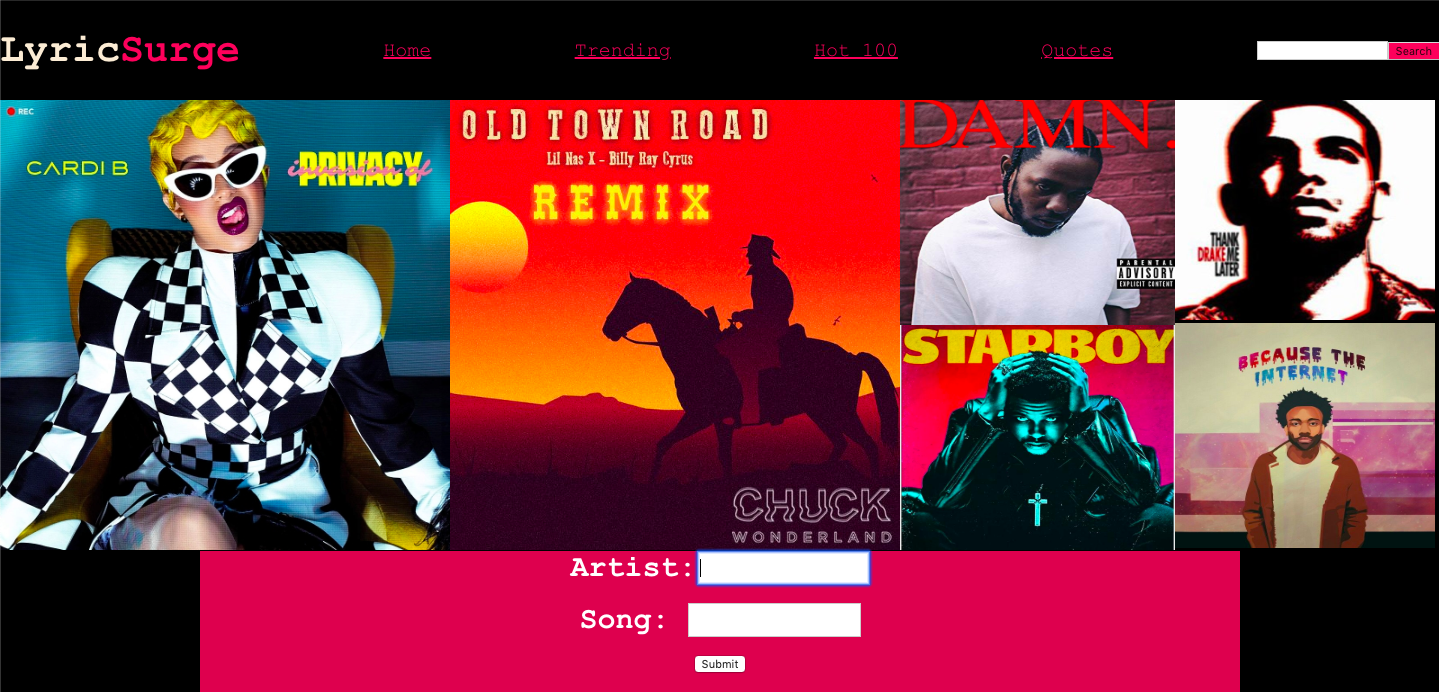 LyricSurge
Home
Trending
Hot 100
Quotes
Search
REC
CARDI B
invasion of
PRIVACY
OLD TOWN ROAD
Lil Nas X - Billy Ray Cyrus
REMIX
CHUCK
WONDERLAND
DAMN.
PARENTAL
ADVISORY
EXPLICIT CONTENT
THANK
DRAKE ME
LATER
STARBOY
BECAUSE THE
INTERNET
Artist:
Song:
Submit